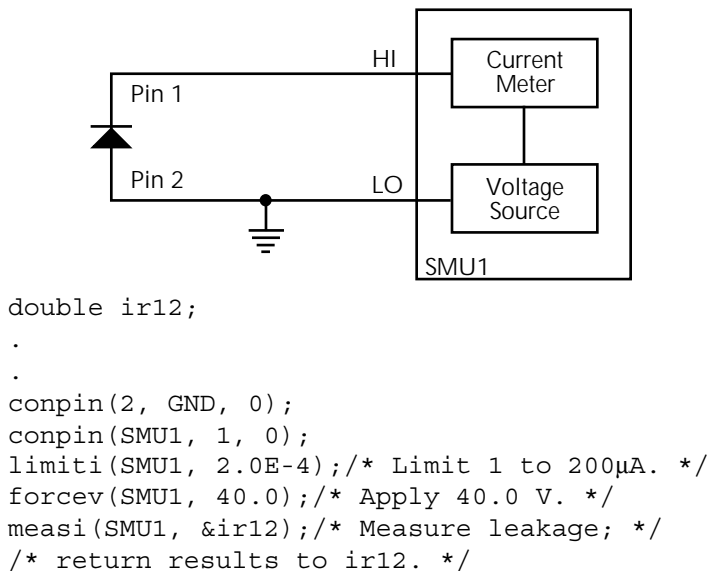 HI
Current
Meter
Pin 1
Pin 2
LO
Voltage
Source
SMU1
double ir12;
.
.
conpin(2, GND, 0);
conpin(SMU1, 1, 0);
limiti(SMU1, 2.0E-4);/* Limit 1 to 200μA. */
forcev(SMU1, 40.0);/* Apply 40.0 V. */
measi(SMU1, &ir12);/* Measure leakage; */
/* return results to ir12. */